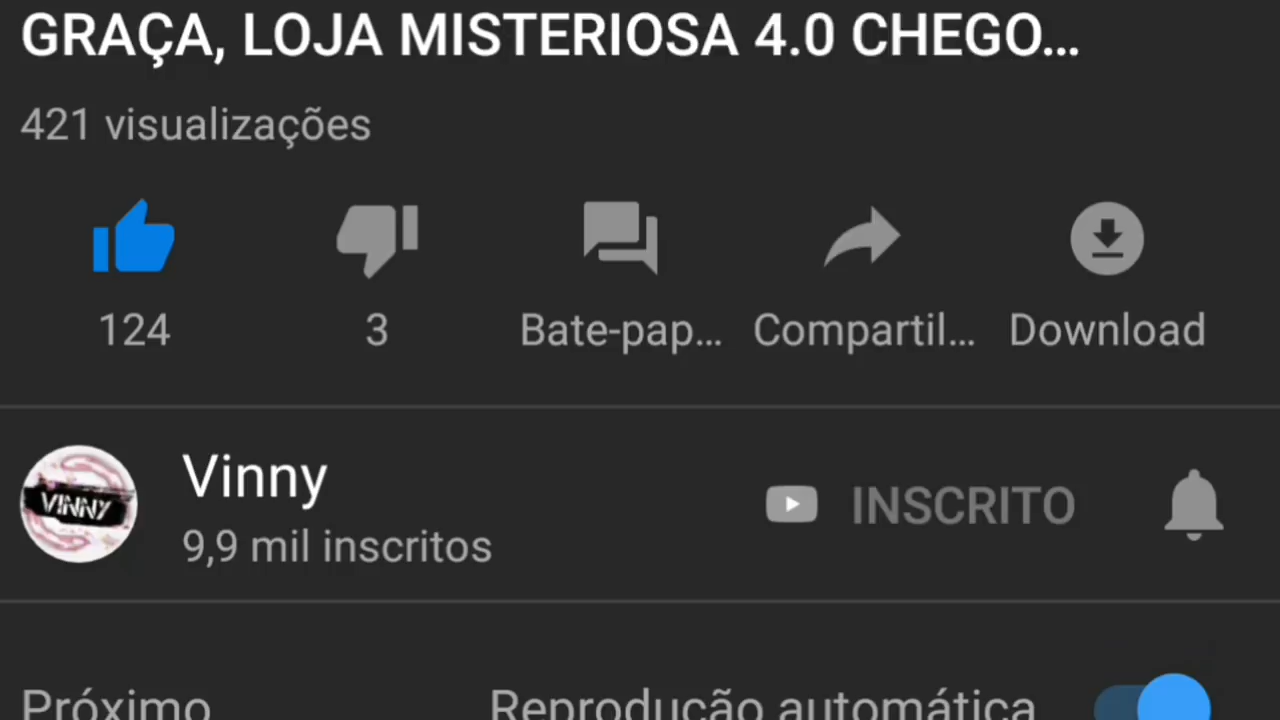 GRAÇA, LOJA MISTERIOSA 4.0 CHEGO...
421 visualizações
124 3 Bate-pap... Compartil... Download
VINNY
Vinny
INSCRITO
9,9 mil inscritos
Próximo Reprodução automática